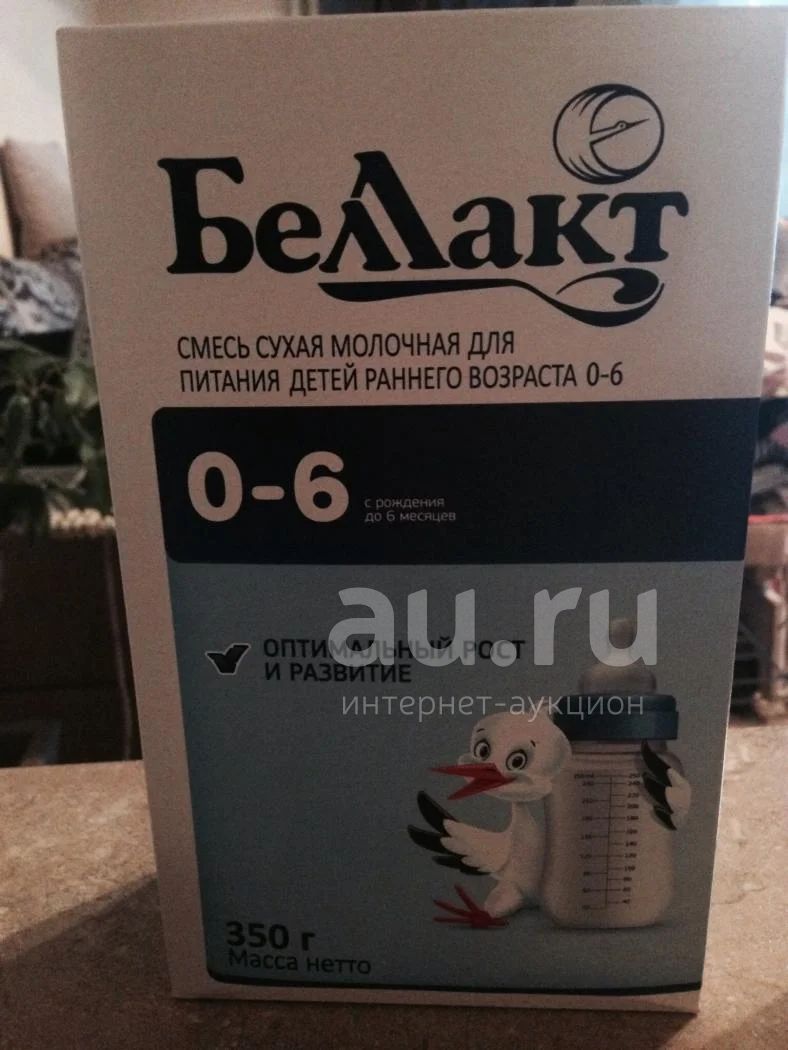 Беллакт
СМЕСЬ СУХАЯ МОЛОЧНАЯ ДЛЯ
ПИТАНИЯ ДЕТЕЙ РАННЕГО ВОЗРАСТА 0-6
0-6
с рождения
до 6 месяцев
au.ru
ОПТИМАЛЬНЫЙ РОСТ
И РАЗВИТИЕ
интернет-аукцион
350 г
Масса нетто